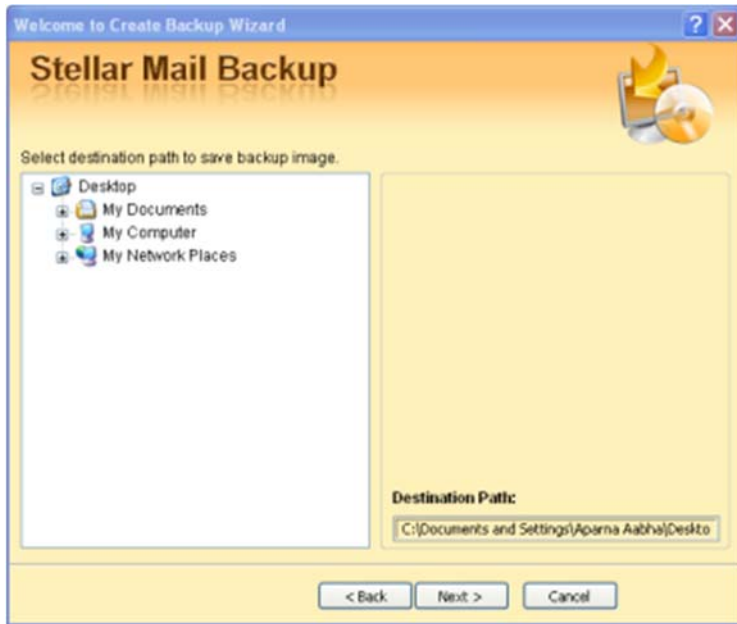 Welcome to Create Backup Wizard
Stellar Mail Backup
Select destination path to save backup image.
Desktop
My Documents
My Computer
My Network Places
Destination Path:
C:\Documents and Settings\Aparna Aabha\Deskto
< Back
Next >
Cancel